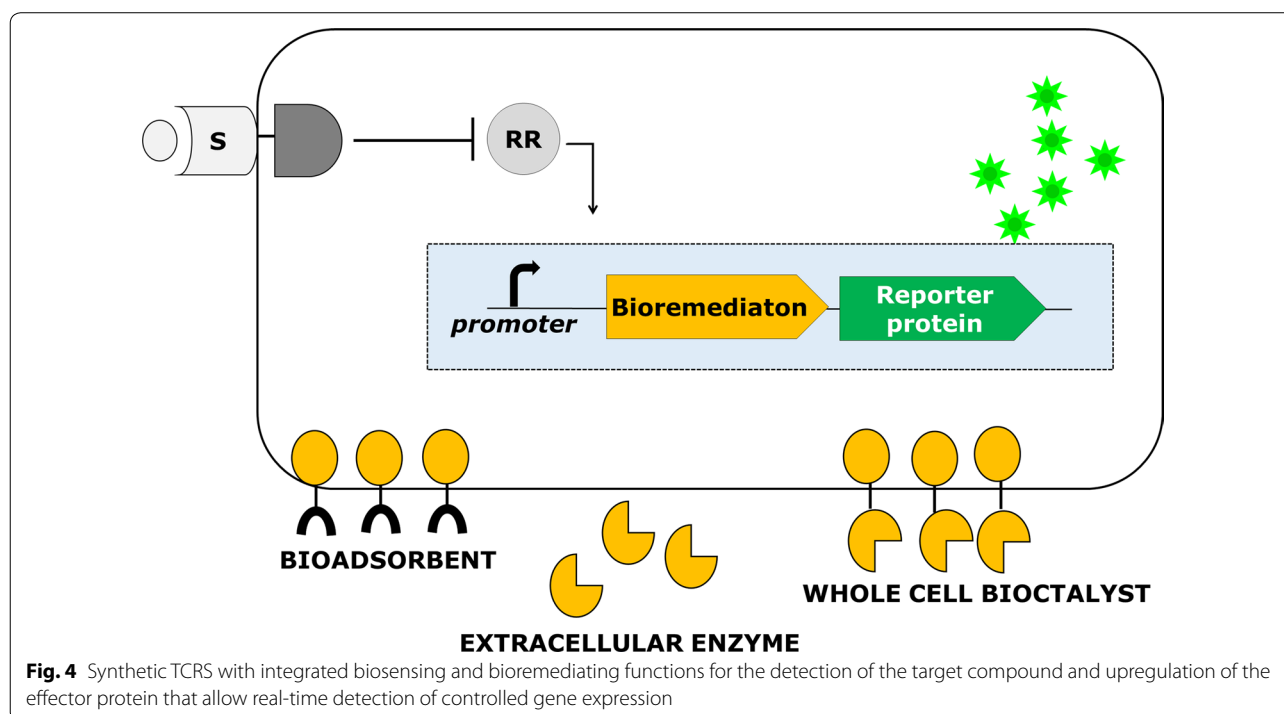 S
RR
promoter
Bioremediaton
Reporter
protein
BIOADSORBENT
WHOLE CELL BIOCTALYST
EXTRACELLULAR ENZYME
Fig. 4 Synthetic TCRS with integrated biosensing and bioremediating functions for the detection of the target compound and upregulation of the
effector protein that allow real-time detection of controlled gene expression